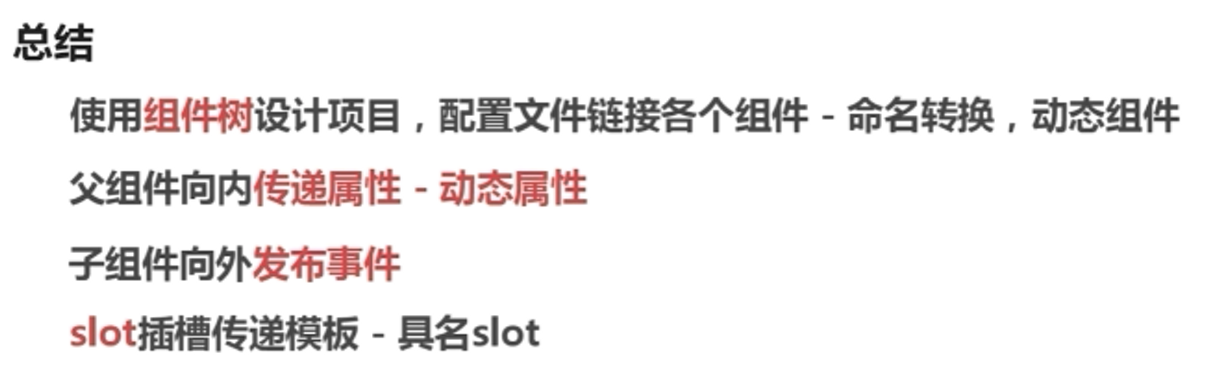 总结
使用组件树设计项目，配置文件链接各个组件 - 命名转换，动态组件
父组件向内传递属性 - 动态属性
子组件向外发布事件
slot插槽传递模板 - 具名slot